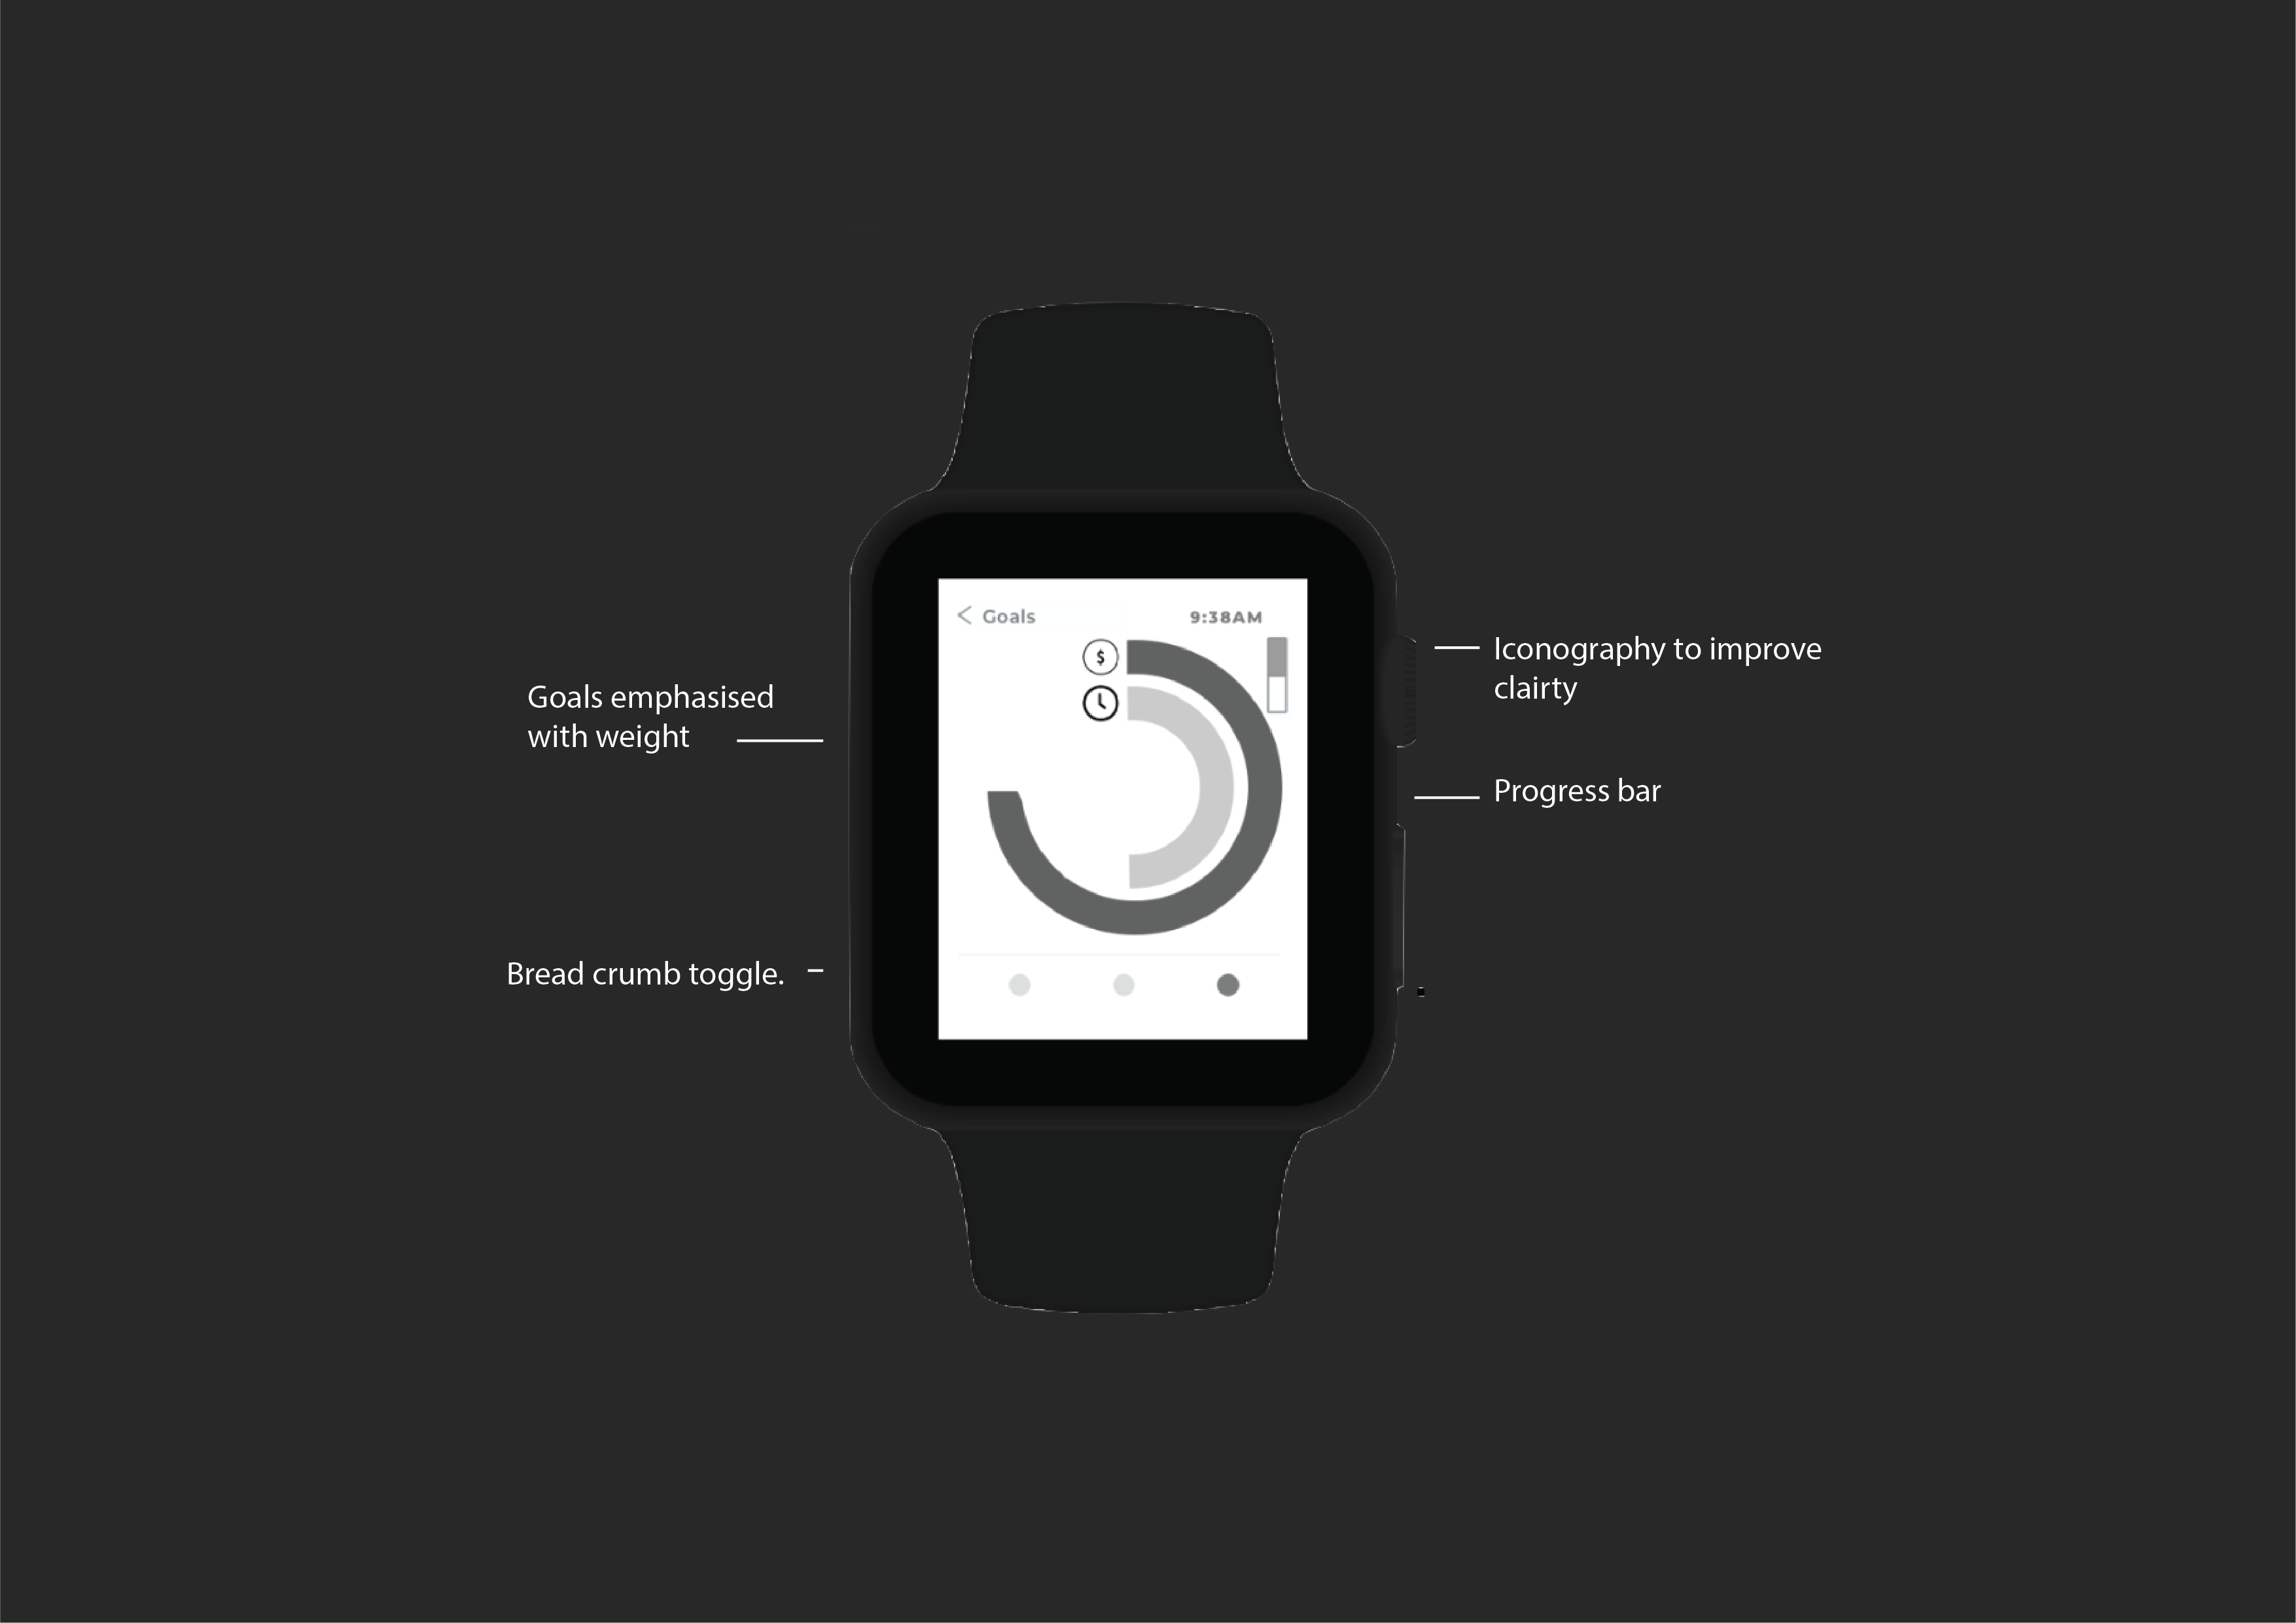 Goals
9:38AM
$
Goals emphasised
with weight
Bread crumb toggle.
Iconography to improve
clairty
Progress bar